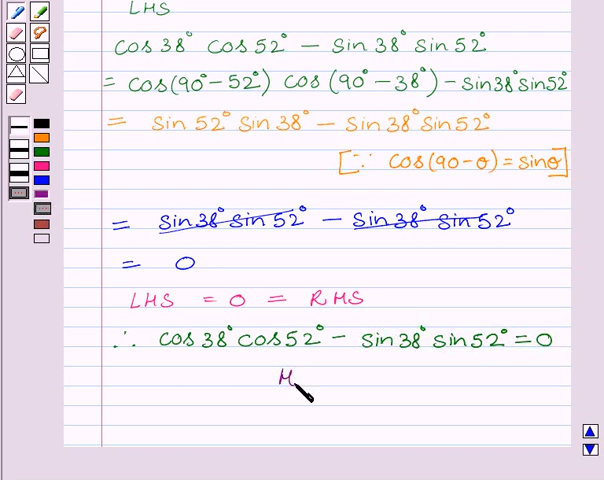 LHS
cos 38° cos 52° - sin 38° sin 52°
= cos(90° - 52°) cos (90° - 38°) - sin 38° sin 52°
= sin 52° sin 38° - sin 38° sin 52°
[∵ cos(90 - θ) = sinθ]
= sin 38° sin 52° - sin 38° sin 52°
= 0
LHS = 0 = RHS
∴ cos 38° cos 52° - sin 38° sin 52° = 0
H